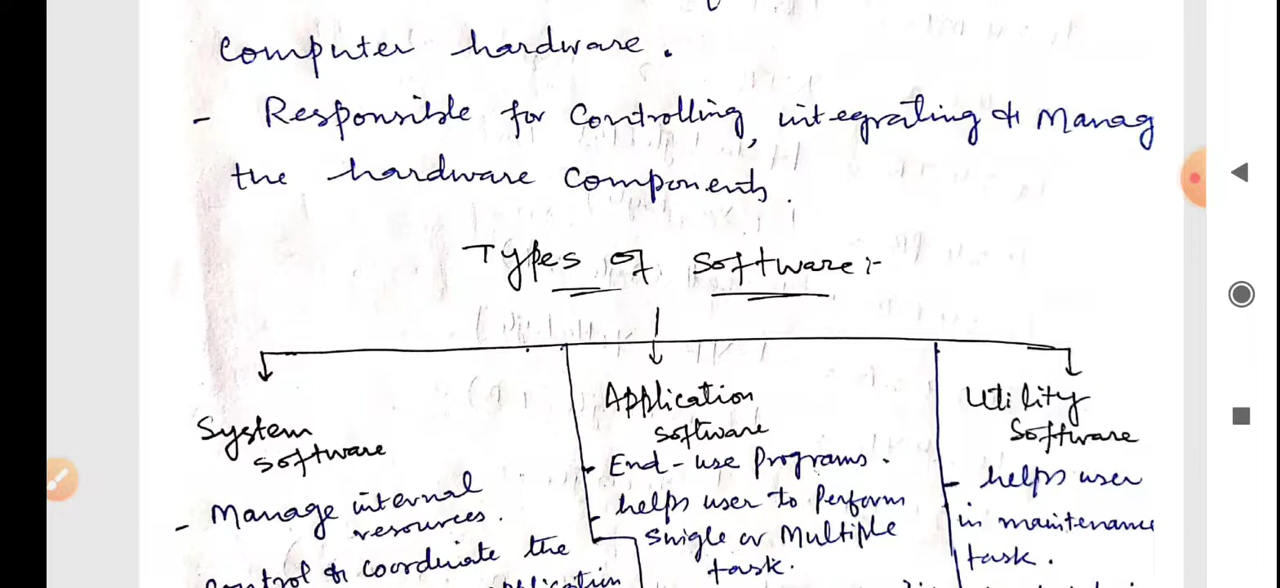 computer hardware.
- Responsible for controlling, integrating & Manag
the hardware components.
Types of software :-
System
software
- Manage internal
resources.
control & coordinate the
application
Application
software
- End-use programs.
- helps user to perform
single or Multiple
task.
Utility
software
- helps user
in maintenance
task.